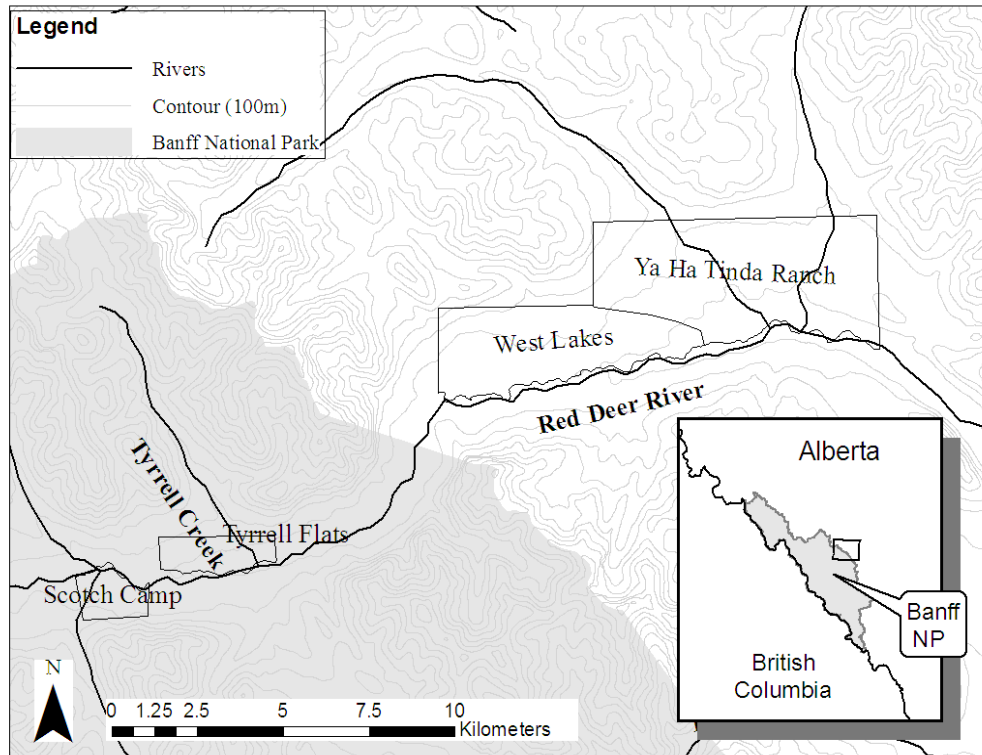 Legend
Rivers
Contour (100m)
Banff National Park
Ya Ha Tinda Ranch
West Lakes
Red Deer River
Tyrrell Creek
Tyrrell Flats
Scotch Camp
Alberta
Banff
NP
British
Columbia
N
0 1.25 2.5 5 7.5 10
Kilometers